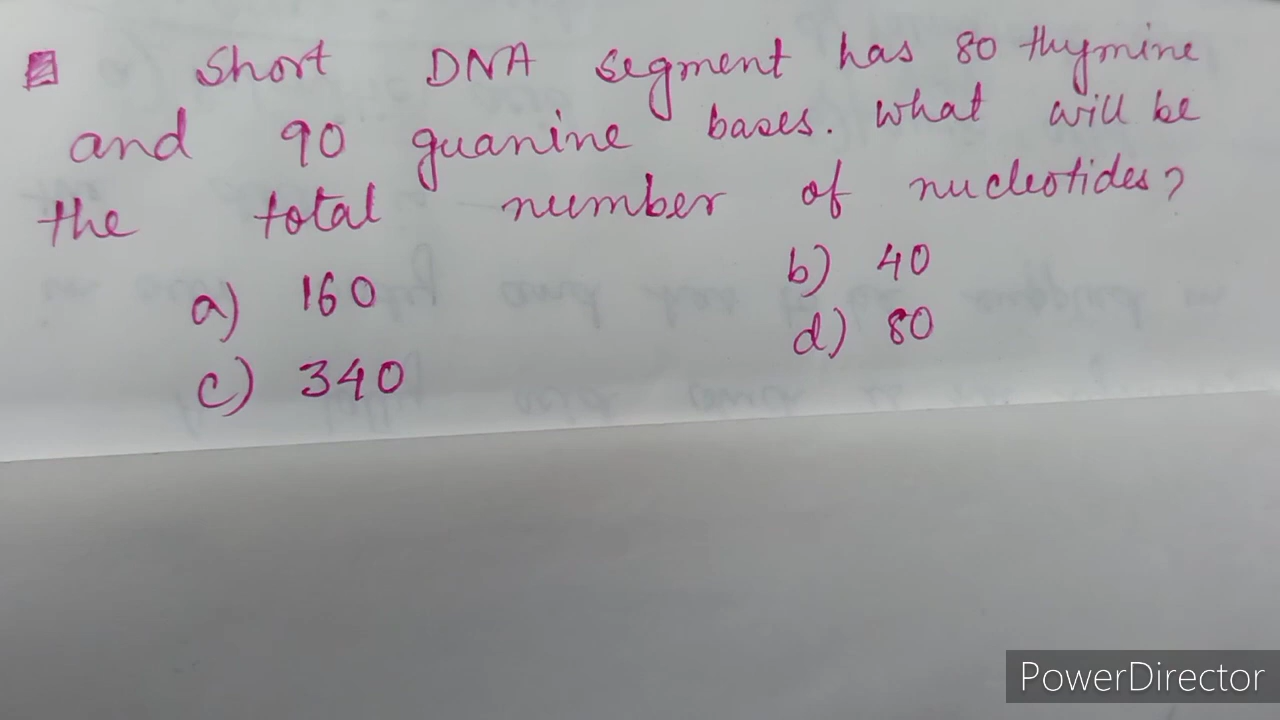 Short DNA segment has 80 thymine
and 90 guanine bases. What will be
the total number of nucleotides?
a) 160 b) 40
c) 340 d) 80
PowerDirector